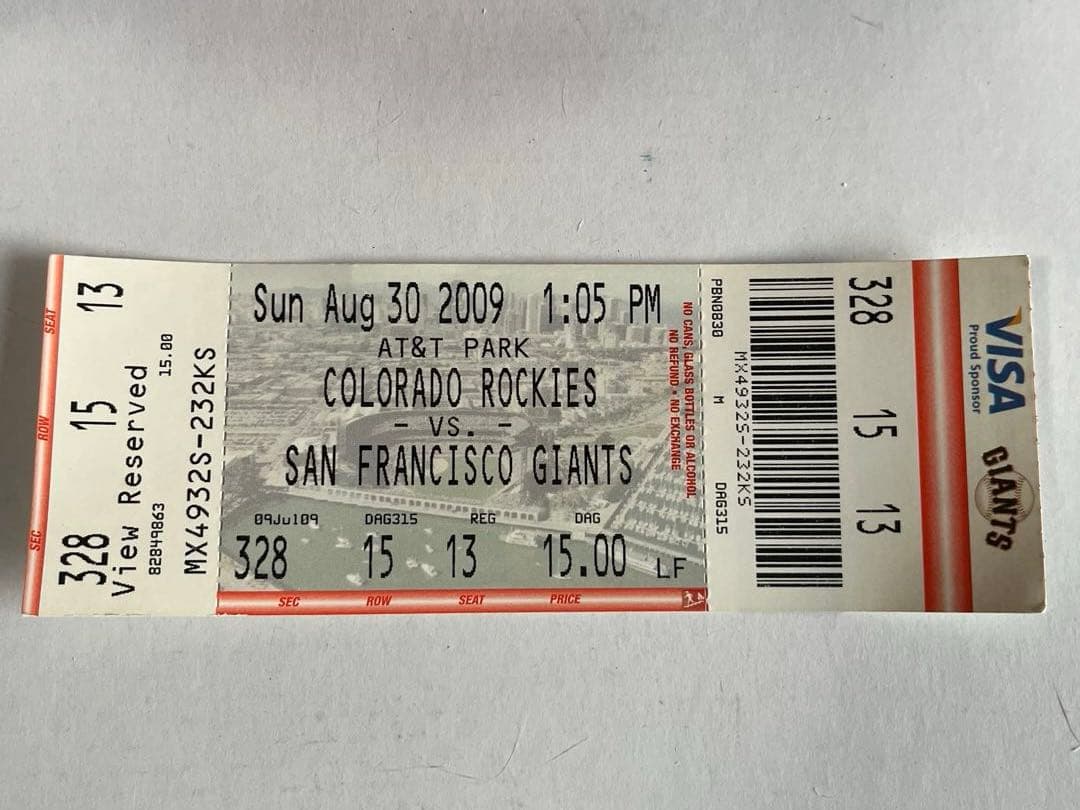 SEAT 13
ROW 15
SEC 328
View Reserved
82849863 15.00
MX4932S-232KS
Sun Aug 30 2009 1:05 PM
AT&T PARK
COLORADO ROCKIES
- VS. -
SAN FRANCISCO GIANTS
09Jul09 DAG315 REG DAG
328 15 13 15.00 LF
SEC ROW SEAT PRICE
NO CANS, GLASS BOTTLES OR ALCOHOL
NO REFUND • NO EXCHANGE
PBN0830 M DAG315
MX4932S-232KS
328 15 13
VISA
Proud Sponsor
GIANTS